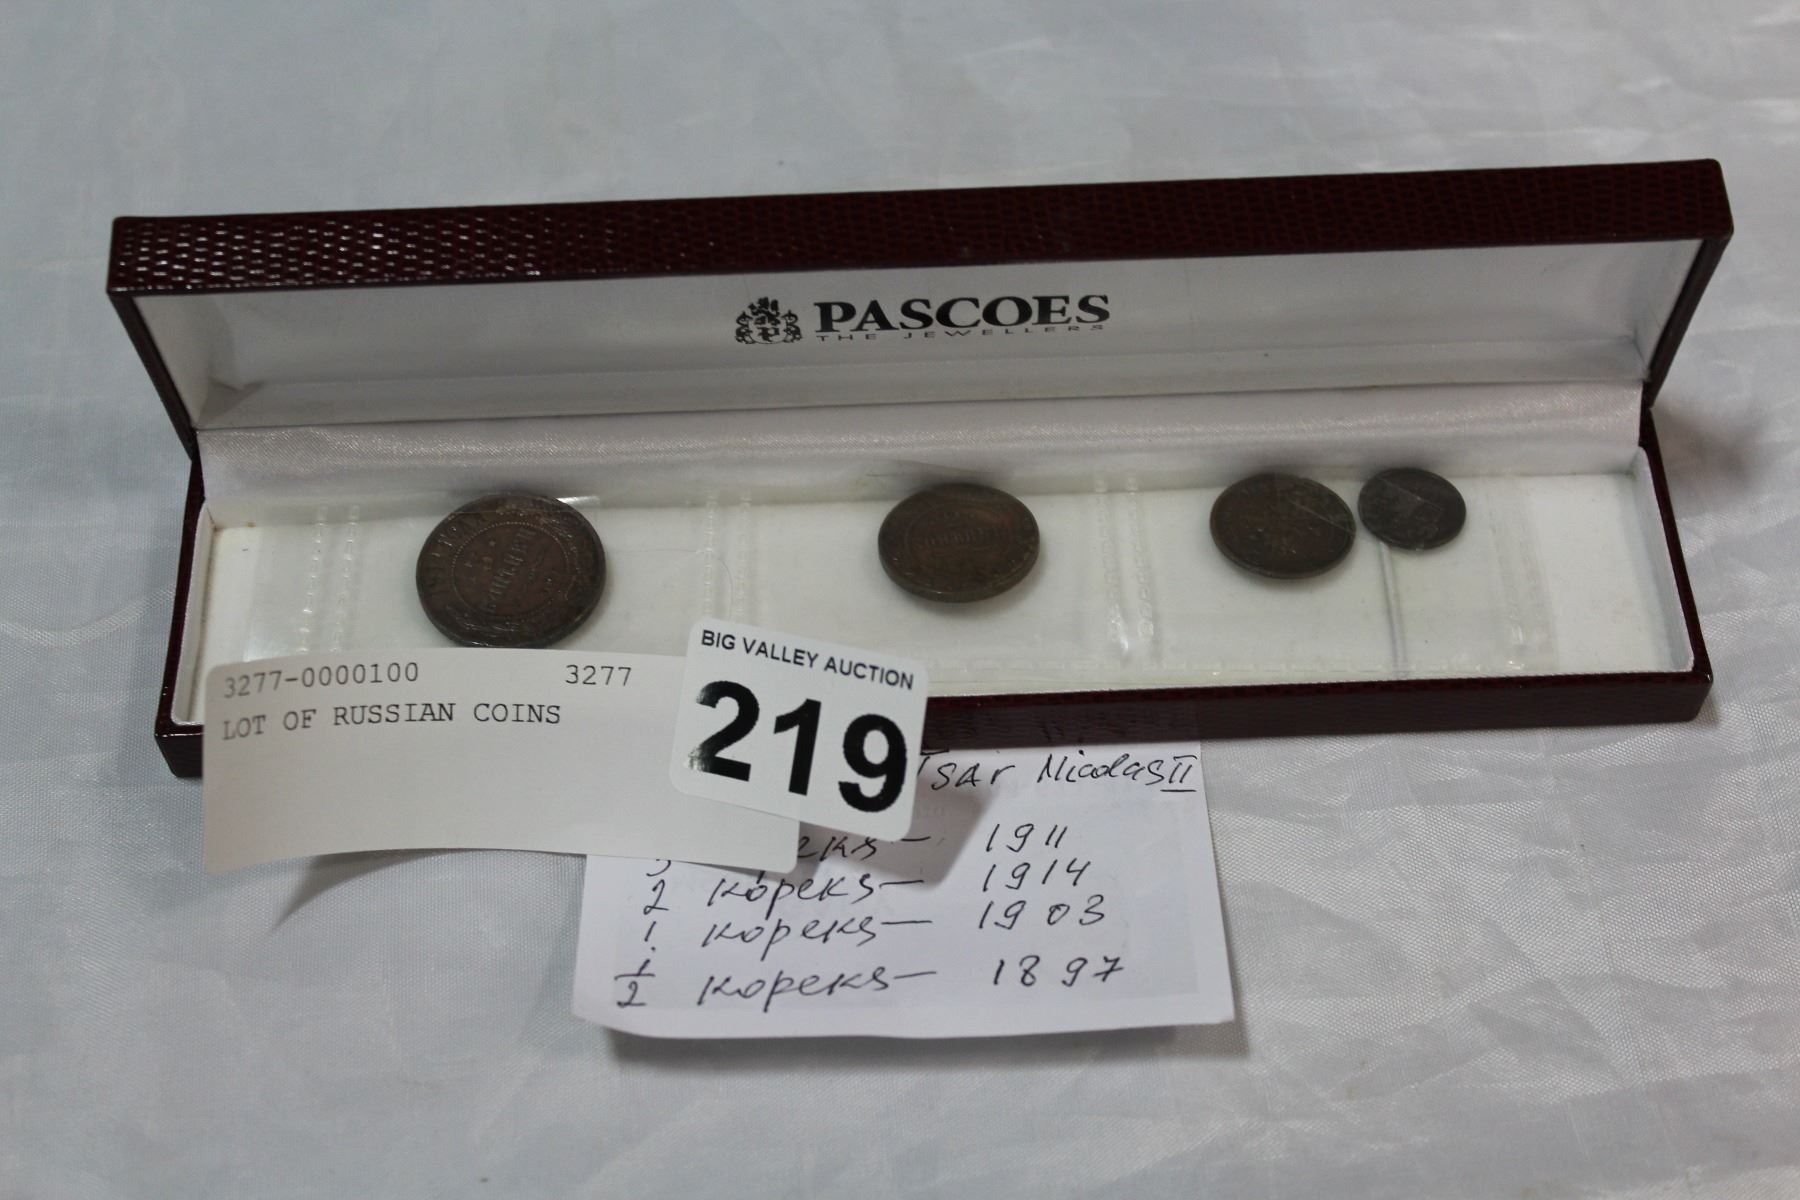 PASCOES
THE JEWELLERS
3277-0000100 3277
LOT OF RUSSIAN COINS
BIG VALLEY AUCTION
219
Tsar Nicolas II
1911
2 kopeks — 1914
1 kopeks — 1903
1/2 kopeks — 1897